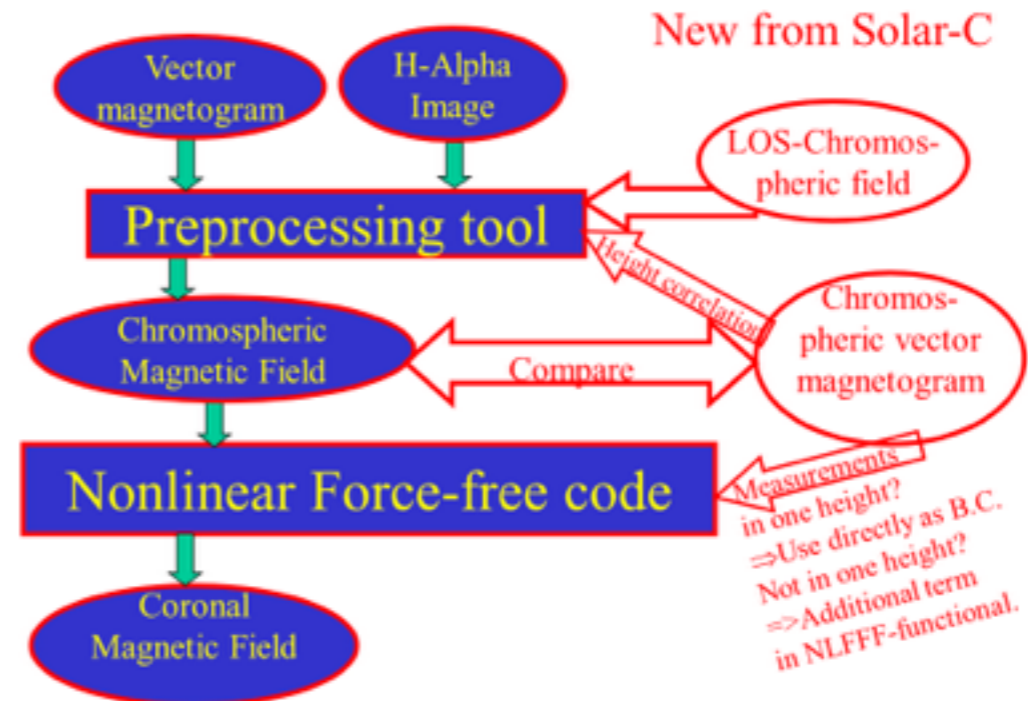 New from Solar-C
Vector
magnetogram
H-Alpha
Image
LOS-Chromos-
pheric field
Preprocessing tool
Height correlation
Chromospheric
Magnetic Field
Compare
Chromos-
pheric vector
magnetogram
Nonlinear Force-free code
Measurements
in one height?
⇒Use directly as B.C.
Not in one height?
=>Additional term
in NLFFF-functional.
Coronal
Magnetic Field